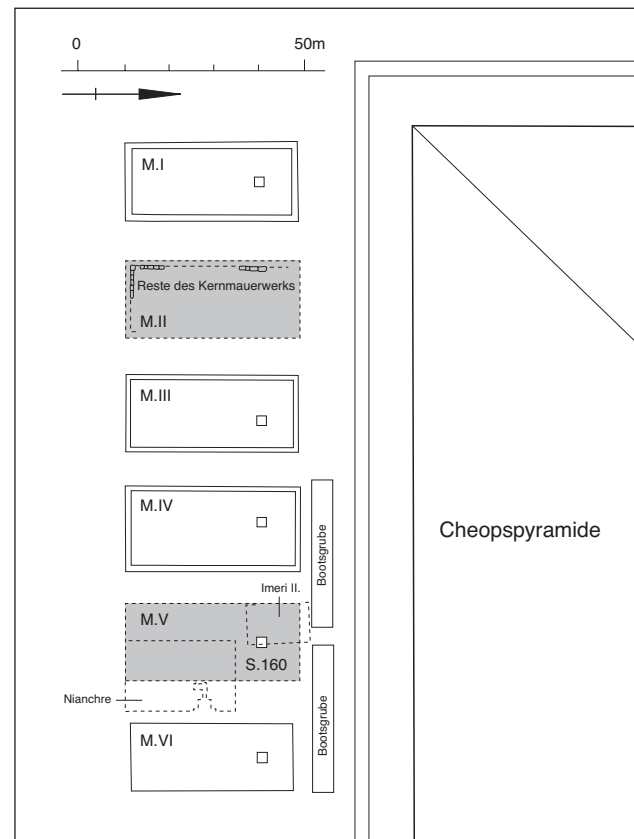 0
50m
M.I
Reste des Kernmauerwerks
M.II
M.III
M.IV
Bootsgrube
Cheopspyramide
Imeri II.
M.V
S.160
Nianchre
Bootsgrube
M.VI